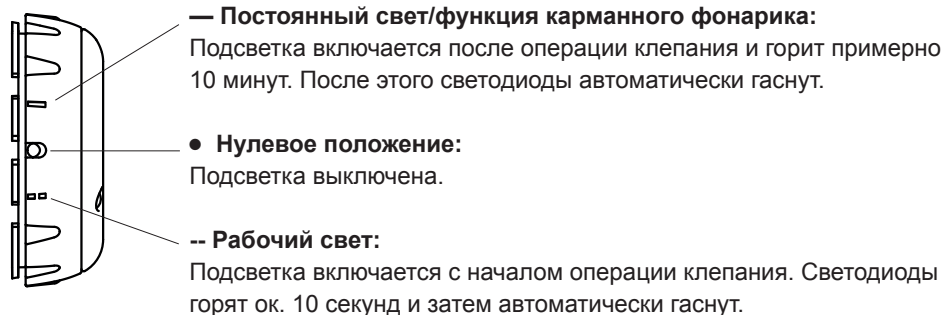 — Постоянный свет/функция карманного фонарика:
Подсветка включается после операции клепания и горит примерно
10 минут. После этого светодиоды автоматически гаснут.
● Нулевое положение:
Подсветка выключена.
-- Рабочий свет:
Подсветка включается с началом операции клепания. Светодиоды
горят ок. 10 секунд и затем автоматически гаснут.